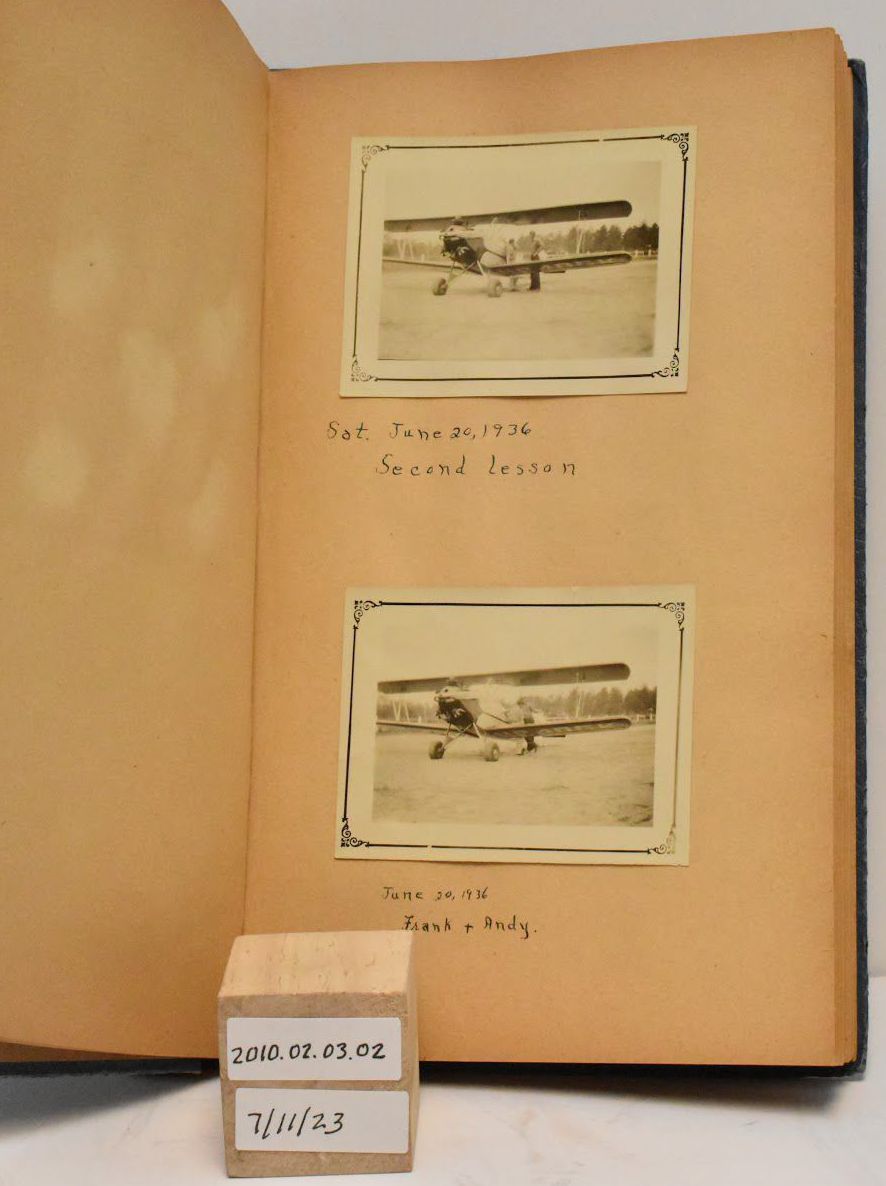 Sat. June 20, 1936
Second lesson
June 20, 1936
Frank + Andy.
2010.02.03.02
7/11/23